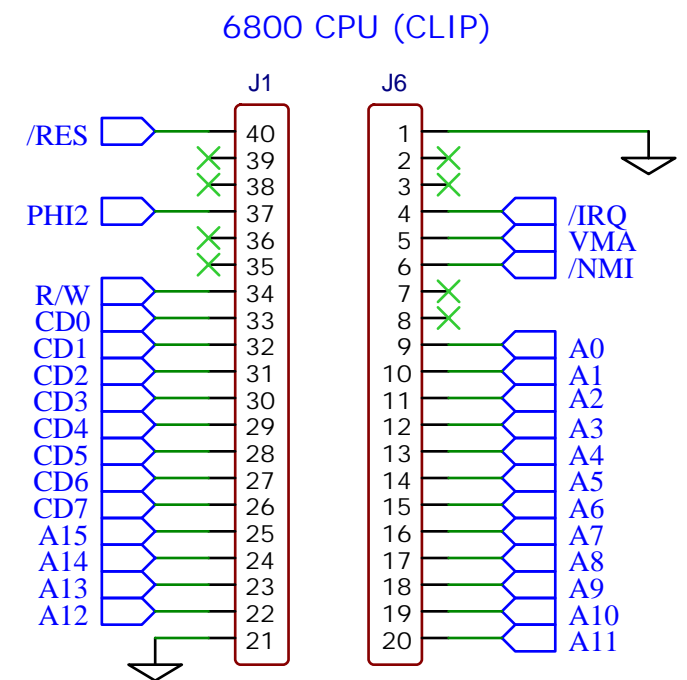 6800 CPU (CLIP)
J1
/RES 40
39
38
PHI2 37
36
35
R/W 34
CD0 33
CD1 32
CD2 31
CD3 30
CD4 29
CD5 28
CD6 27
CD7 26
A15 25
A14 24
A13 23
A12 22
21
J6
1
2
3
4 /IRQ
5 VMA
6 /NMI
7
8
9 A0
10 A1
11 A2
12 A3
13 A4
14 A5
15 A6
16 A7
17 A8
18 A9
19 A10
20 A11